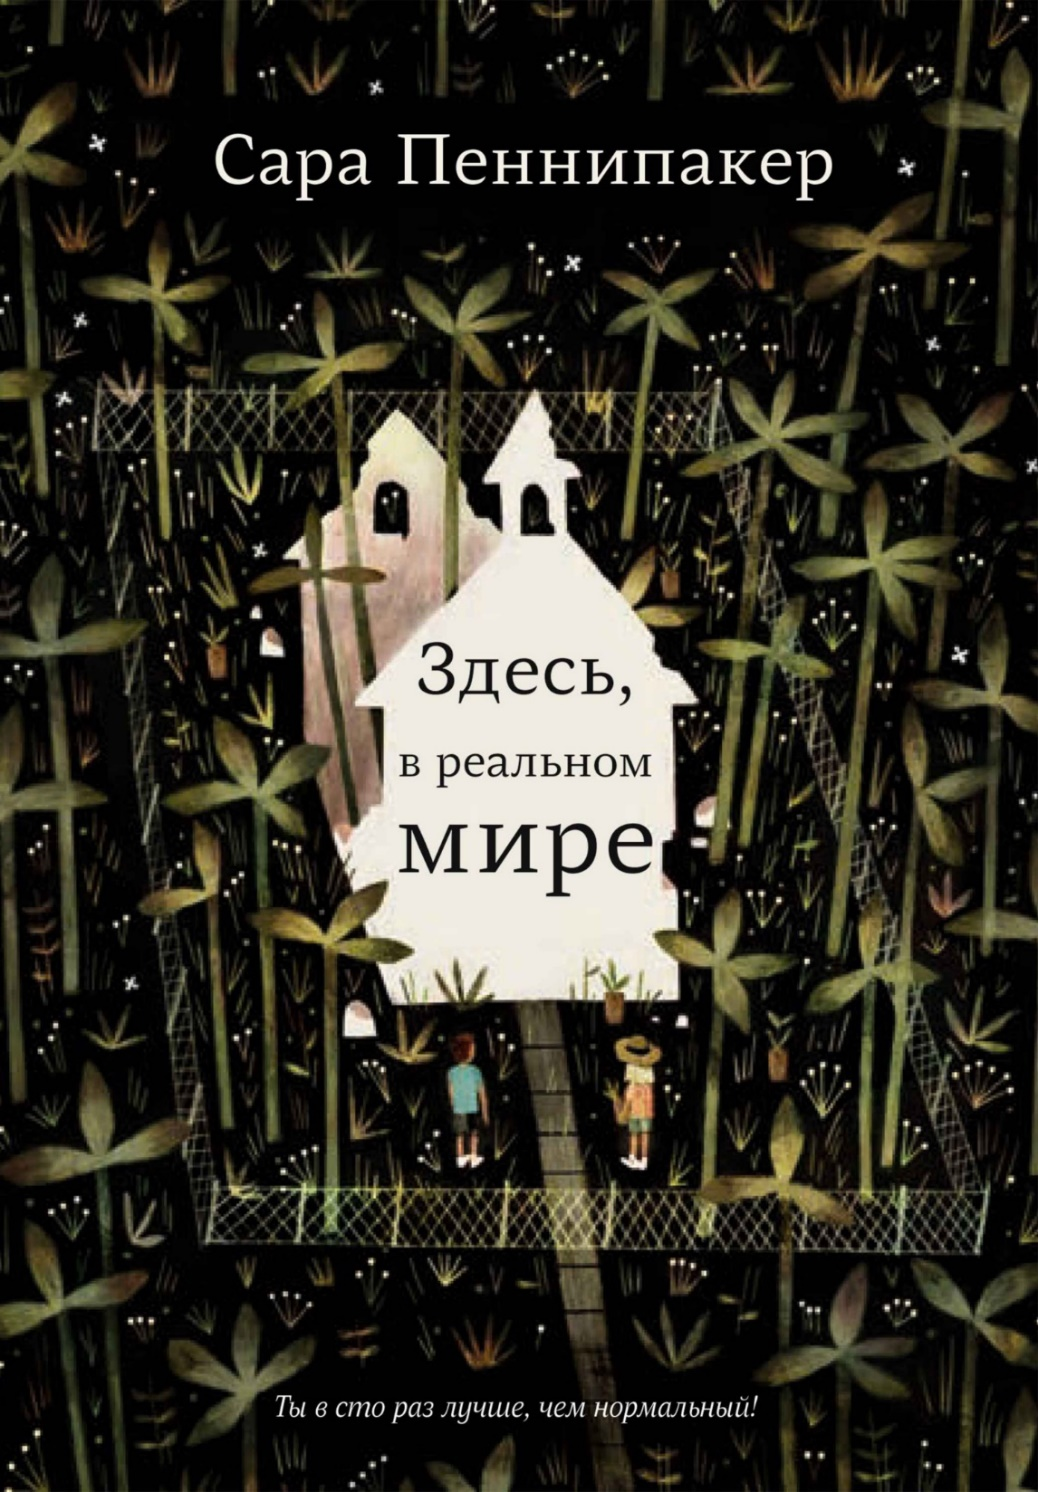 Сара Пеннипакер
Здесь,
в реальном
мире
Ты в сто раз лучше, чем нормальный!